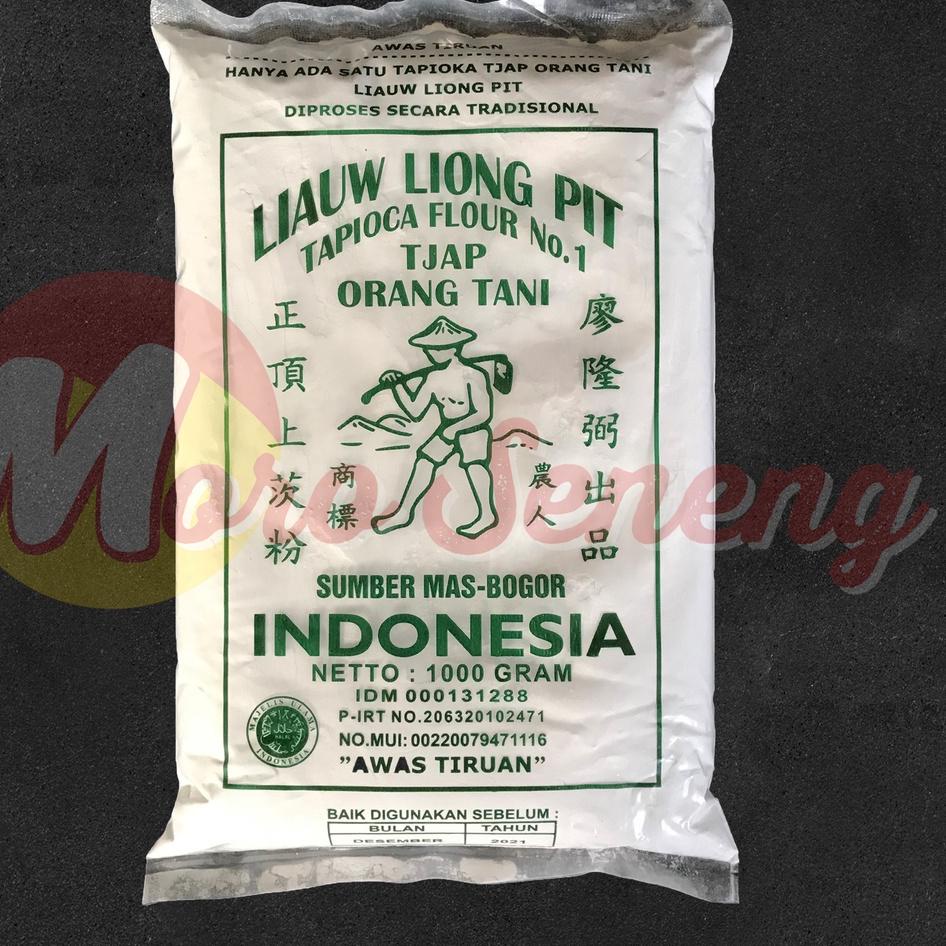 AWAS TIRUAN
HANYA ADA SATU TAPIOKA TJAP ORANG TANI
LIAUW LIONG PIT
DIPROSES SECARA TRADISIONAL
LIAUW LIONG PIT
TAPIOCA FLOUR No.1
TJAP
ORANG TANI
廖隆弼出品
正頂上茨粉
農人
商標
Moro Seneng
SUMBER MAS-BOGOR
INDONESIA
NETTO : 1000 GRAM
IDM 000131288
P-IRT NO.206320102471
NO.MUI: 00220079471116
"AWAS TIRUAN"
MAJELIS ULAMA
HALAL
INDONESIA
BAIK DIGUNAKAN SEBELUM :
BULAN TAHUN
DESEMBER 2021